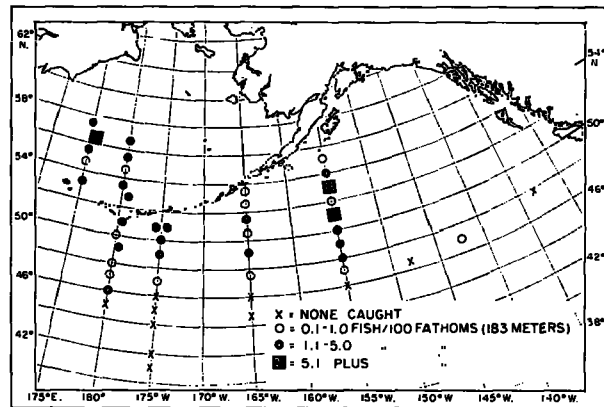 62°
N.
58°
54°
50°
46°
42°
54°
N
50°
46°
42°
38°
X = NONE CAUGHT
O = 0.1-1.0 FISH/100 FATHOMS (183 METERS)
● = 1.1-5.0 " "
■ = 5.1 PLUS " "
175°E. 180°W. 175°W. 170°W. 165°W. 160°W. 155°W. 150°W. 145°W. 140°W.